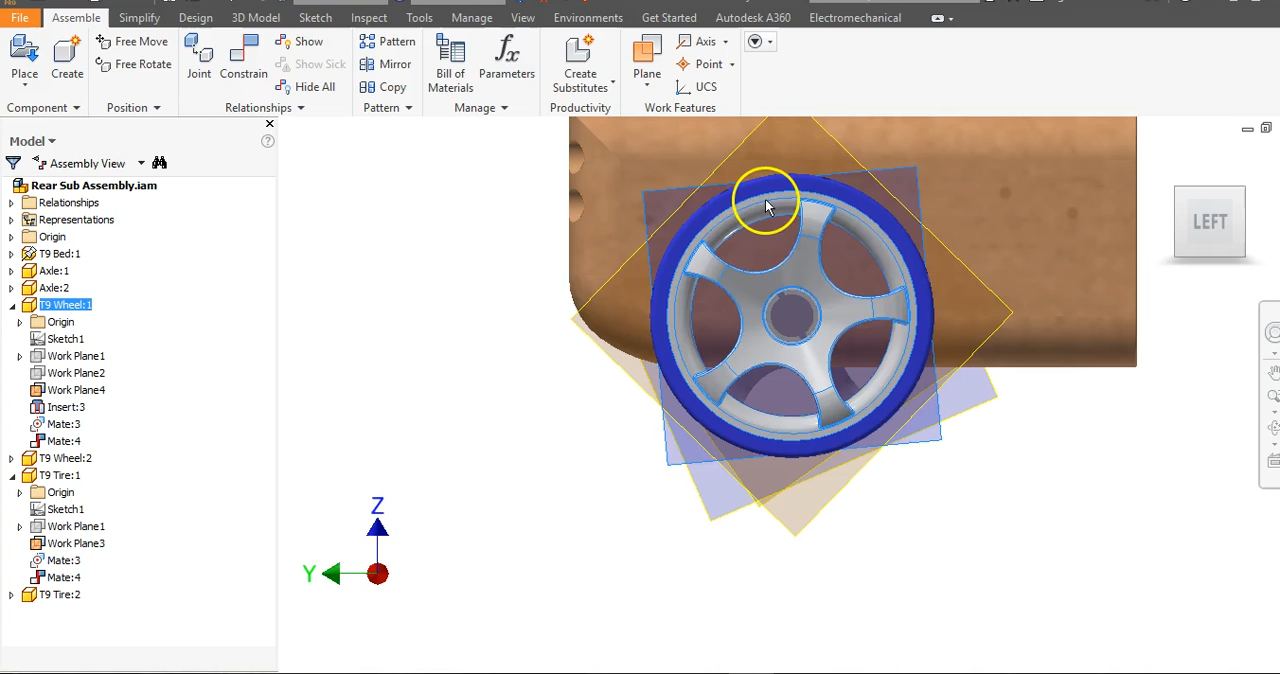 File Assemble Simplify Design 3D Model Sketch Inspect Tools Manage View Environments Get Started Autodesk A360 Electromechanical
Place
Create
Free Move
Free Rotate
Joint
Constrain
Show
Show Sick
Hide All
Pattern
Mirror
Copy
Bill of
Materials
fx
Parameters
Create
Substitutes
Plane
Axis
Point
UCS
Component Position Relationships Pattern Manage Productivity Work Features
Model
?
Assembly View
Rear Sub Assembly.iam
Relationships
Representations
Origin
T9 Bed:1
Axle:1
Axle:2
T9 Wheel:1
Origin
Sketch1
Work Plane1
Work Plane2
Work Plane4
Insert:3
Mate:3
Mate:4
T9 Wheel:2
T9 Tire:1
Origin
Sketch1
Work Plane1
Work Plane3
Mate:3
Mate:4
T9 Tire:2
LEFT
Z
Y